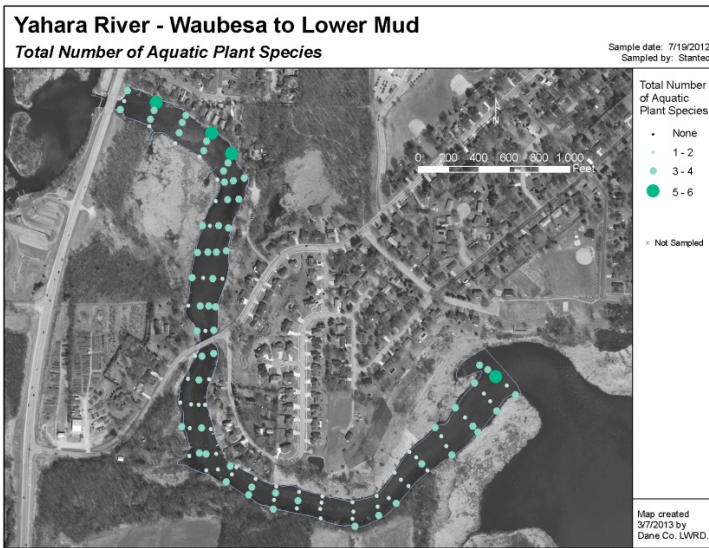 Yahara River - Waubesa to Lower Mud
Total Number of Aquatic Plant Species
Sample date: 7/19/2012
Sampled by: Stantec
Total Number
of Aquatic
Plant Species
None
1 - 2
3 - 4
5 - 6
× Not Sampled
N
0 200 400 600 800 1,000
Feet
Map created
3/7/2013 by
Dane Co. LWRD.